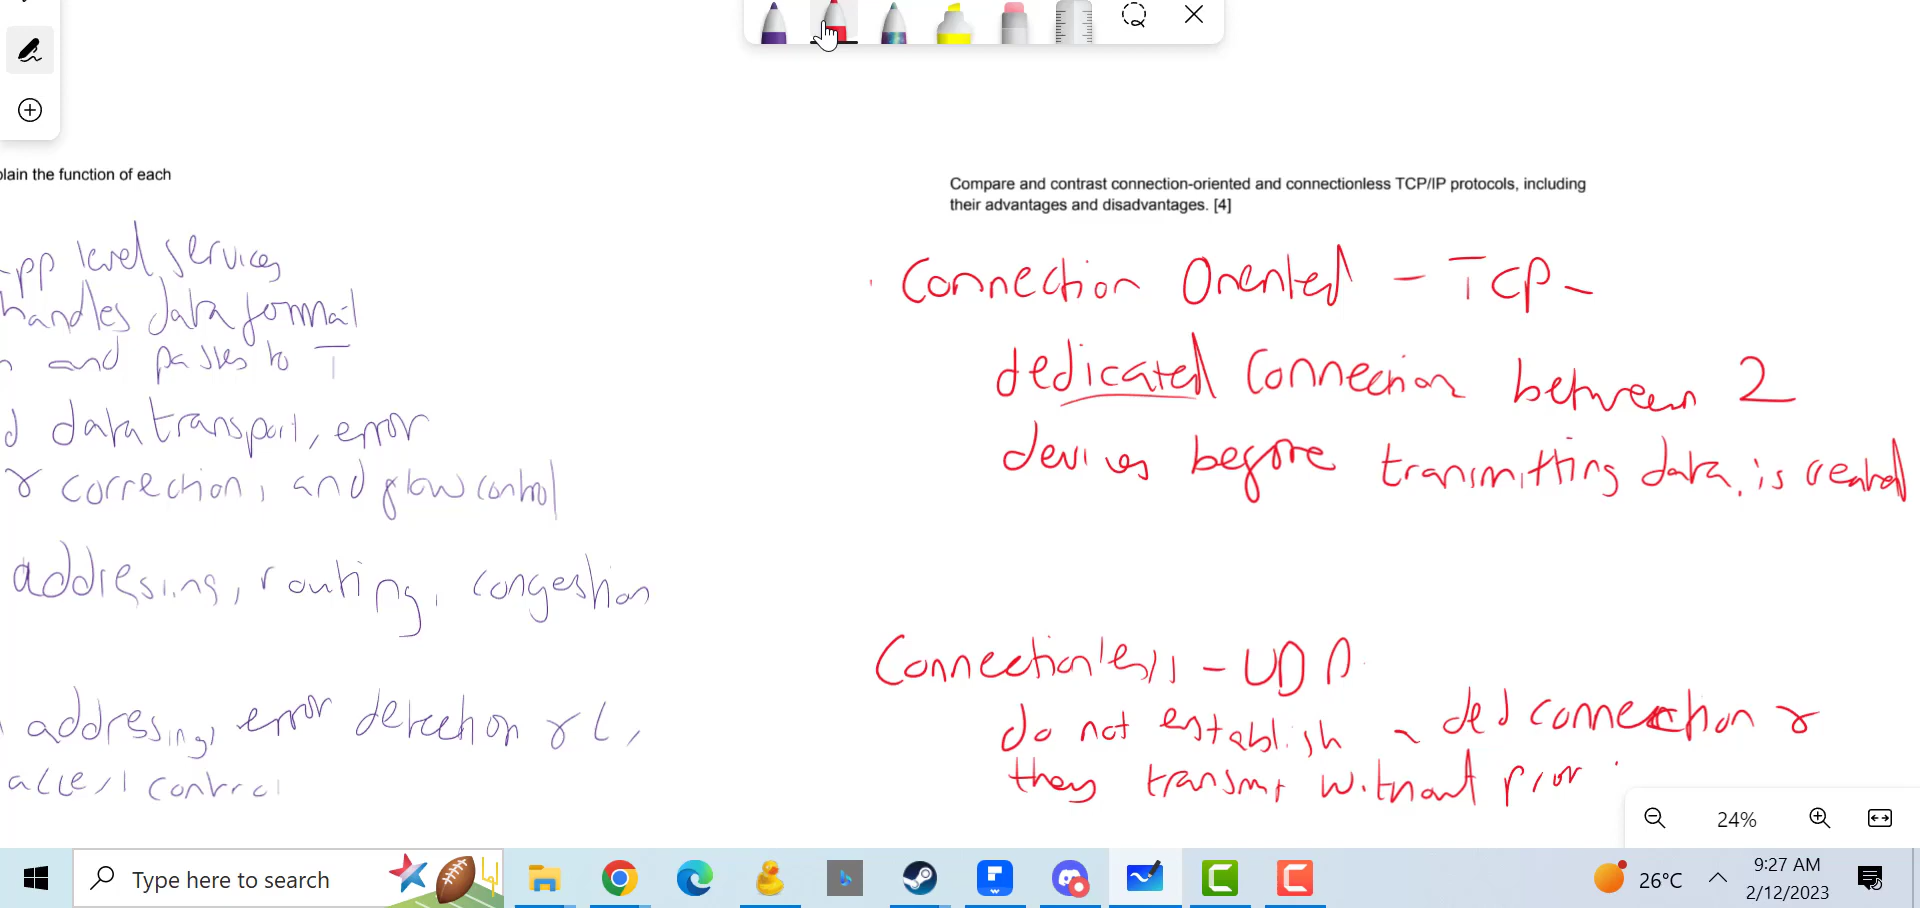 plain the function of each
pp level services
handles data format
and passes to T
data transport, error
r correction, and flow control
addressing, routing, congestion
addressing, error detection r C,
access control
Compare and contrast connection-oriented and connectionless TCP/IP protocols, including
their advantages and disadvantages. [4]
Connection Oriented - TCP -
dedicated Connection between 2
devices before transmitting data. is created
Connectionless - UDP
do not establish a ded connection r
they transmit without prior
24%
Type here to search
26°C
9:27 AM
2/12/2023